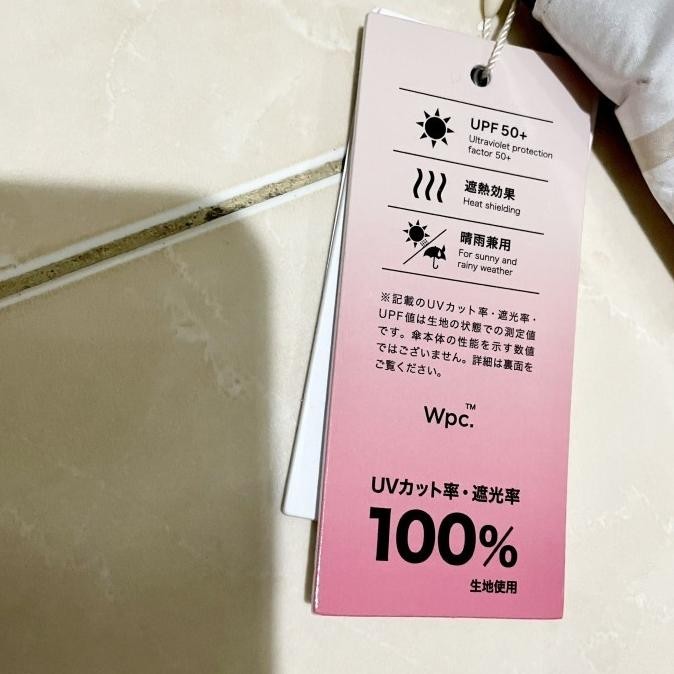 UPF 50+
Ultraviolet protection
factor 50+
遮熱効果
Heat shielding
晴雨兼用
For sunny and
rainy weather
※記載のUVカット率・遮光率・
UPF値は生地の状態での測定値
です。傘本体の性能を示す数値
ではございません。詳細は裏面を
ご覧ください。
Wpc.™
UVカット率・遮光率
100%
生地使用